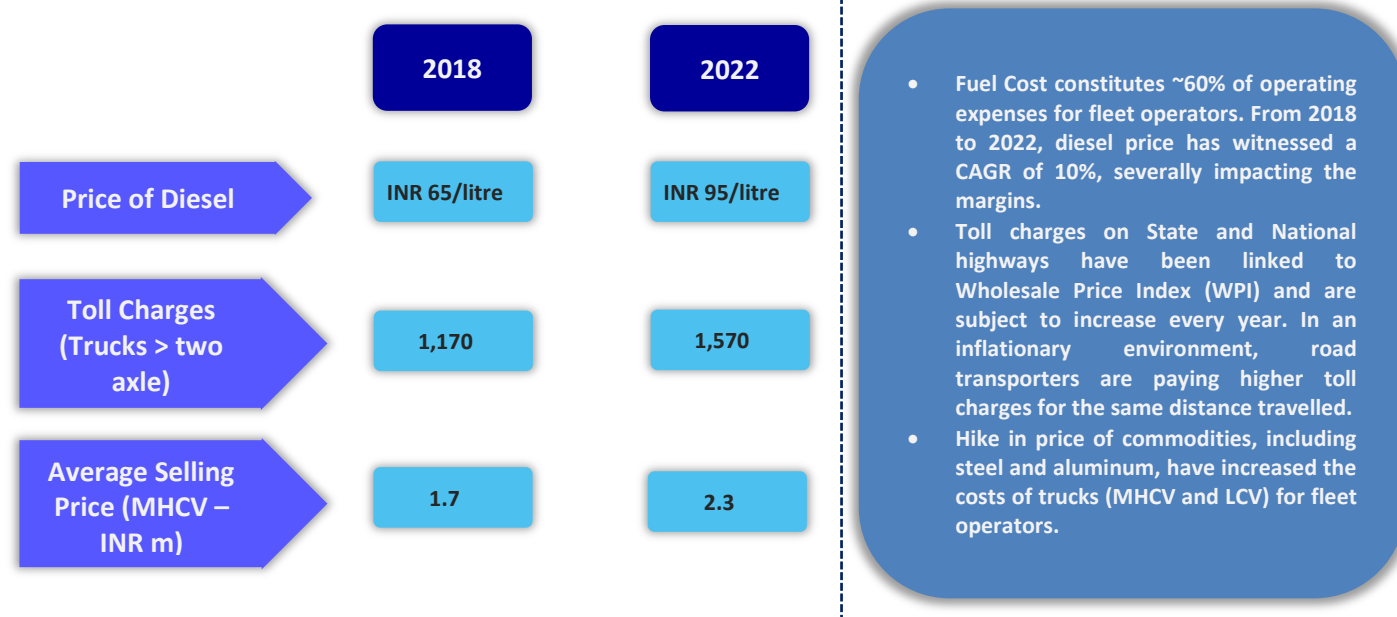 2018
2022
Price of Diesel
INR 65/litre
INR 95/litre
Toll Charges
(Trucks > two
axle)
1,170
1,570
Average Selling
Price (MHCV –
INR m)
1.7
2.3
• Fuel Cost constitutes ~60% of operating
expenses for fleet operators. From 2018
to 2022, diesel price has witnessed a
CAGR of 10%, severally impacting the
margins.
• Toll charges on State and National
highways have been linked to
Wholesale Price Index (WPI) and are
subject to increase every year. In an
inflationary environment, road
transporters are paying higher toll
charges for the same distance travelled.
• Hike in price of commodities, including
steel and aluminum, have increased the
costs of trucks (MHCV and LCV) for fleet
operators.